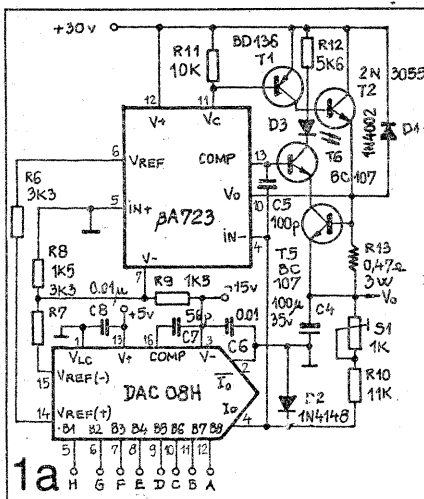 +30V
R11
10K
BD136
T1
R12
5K6
2N 3055
T2
1N4002
D1
12
11
V+
VC
R6
3K3
6
VREF
COMP
13
D3
T6
BC107
5
IN+
βA723
VO
10
C5
100p
IN-
4
V-
7
R8
1K5
3K3
R7
0,01µ
R9
1K5
-15V
T5
BC
107
R13
0,47Ω
3W
VO
100µ
35V
C4
C8
+5V
56p
C7
0.01
C6
S1
1K
1
13
16
3
VLC
V+
COMP
V-
2
15
VREF(-)
DAC 08H
IO
IO
4
14
VREF(+)
D2
1N4148
R10
11K
B1 B2 B3 B4 B5 B6 B7 B8
5 6 7 8 9 10 11 12
H G F E D C B A
1a